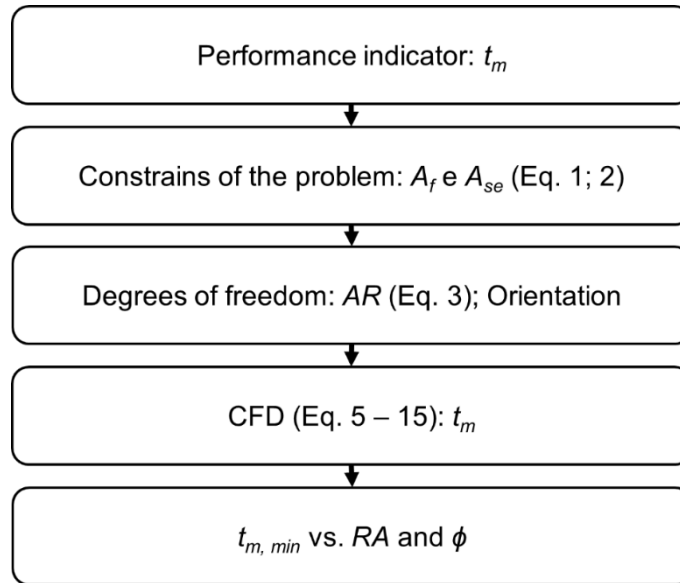 Performance indicator: tm
Constrains of the problem: Af e Ase (Eq. 1; 2)
Degrees of freedom: AR (Eq. 3); Orientation
CFD (Eq. 5 – 15): tm
tm, min vs. RA and ϕ